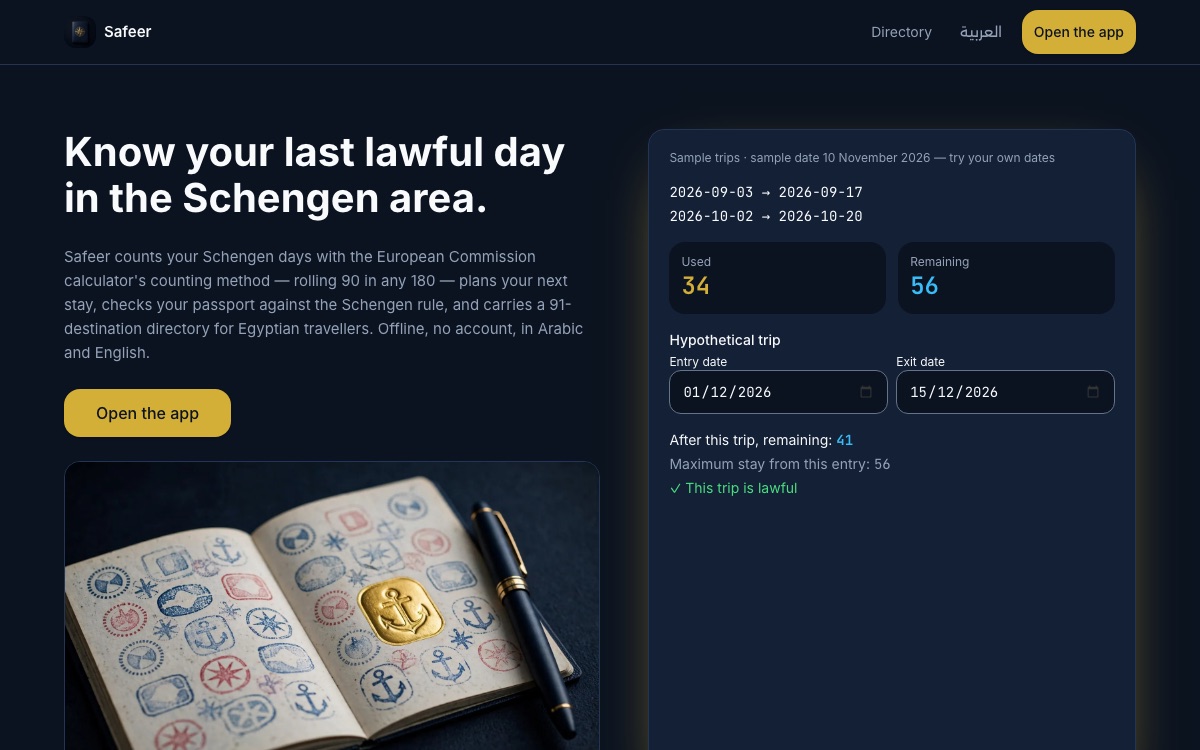 Safeer
Directory
العربية
Open the app
Know your last lawful day
in the Schengen area.
Safeer counts your Schengen days with the European Commission
calculator's counting method — rolling 90 in any 180 — plans your next
stay, checks your passport against the Schengen rule, and carries a 91-
destination directory for Egyptian travellers. Offline, no account, in Arabic
and English.
Open the app
Sample trips · sample date 10 November 2026 — try your own dates
2026-09-03 → 2026-09-17
2026-10-02 → 2026-10-20
Used
34
Remaining
56
Hypothetical trip
Entry date
01/12/2026
Exit date
15/12/2026
After this trip, remaining: 41
Maximum stay from this entry: 56
✓ This trip is lawful